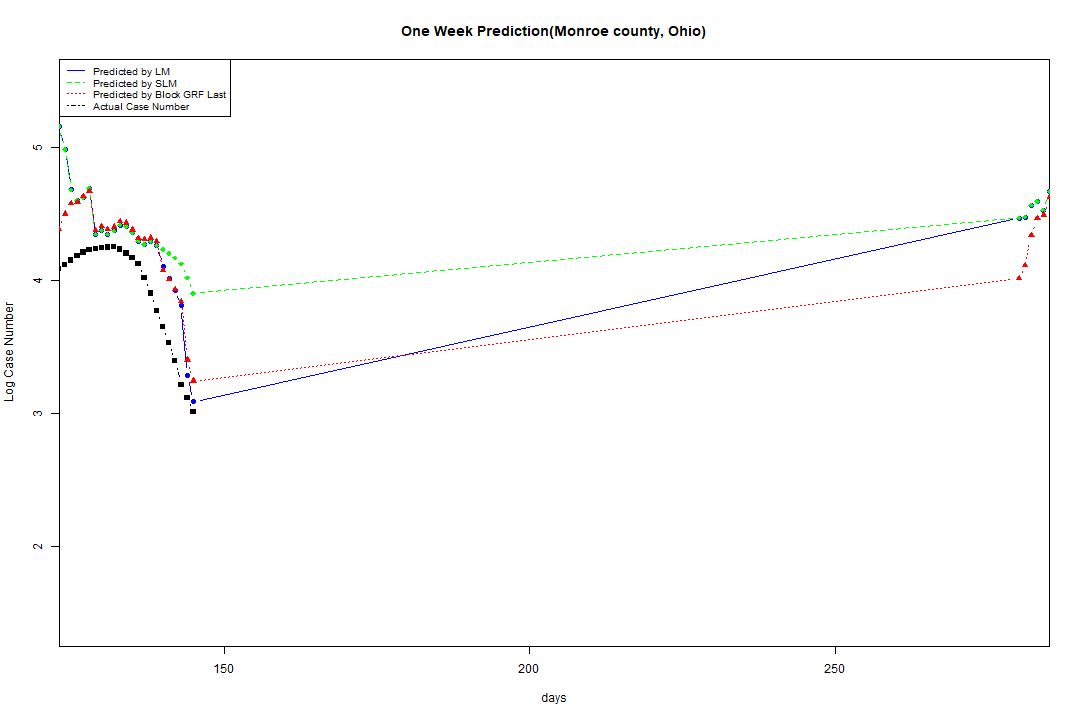 One Week Prediction(Monroe county, Ohio)
Predicted by LM
Predicted by SLM
Predicted by Block GRF Last
Actual Case Number
5
4
3
2
Log Case Number
150 200 250
days